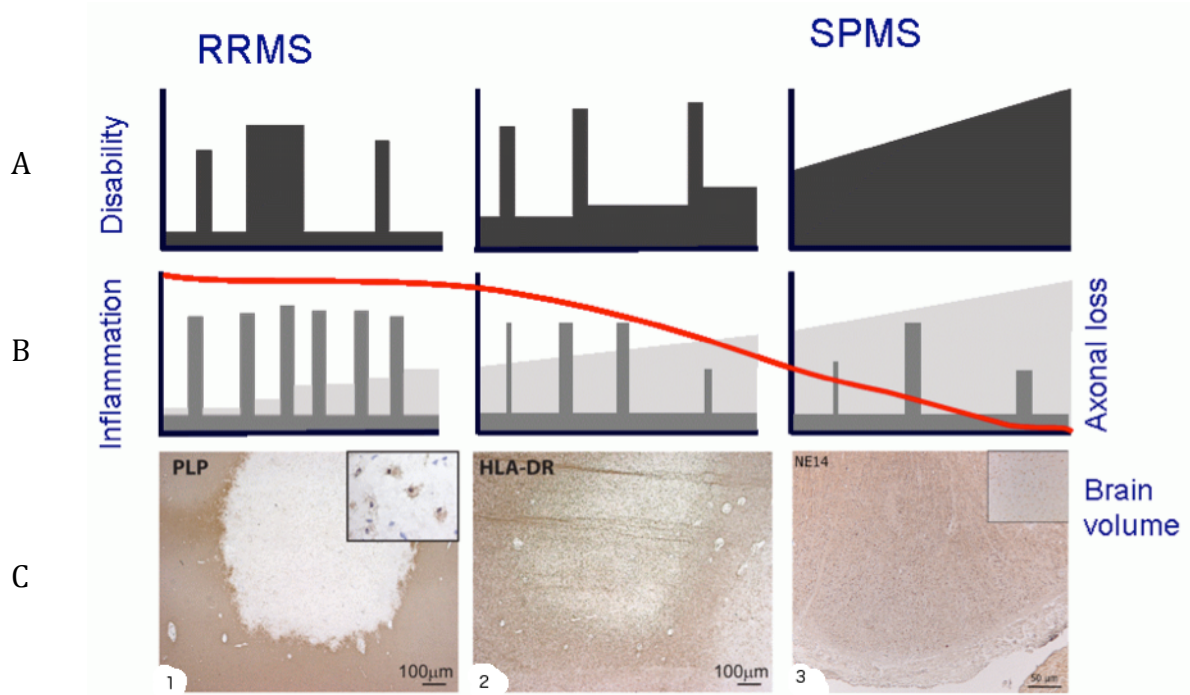 RRMS
SPMS
A
Disability
B
Inflammation
Axonal loss
C
PLP
HLA-DR
NE14
Brain
volume
1
100µm
2
100µm
3
50 µm